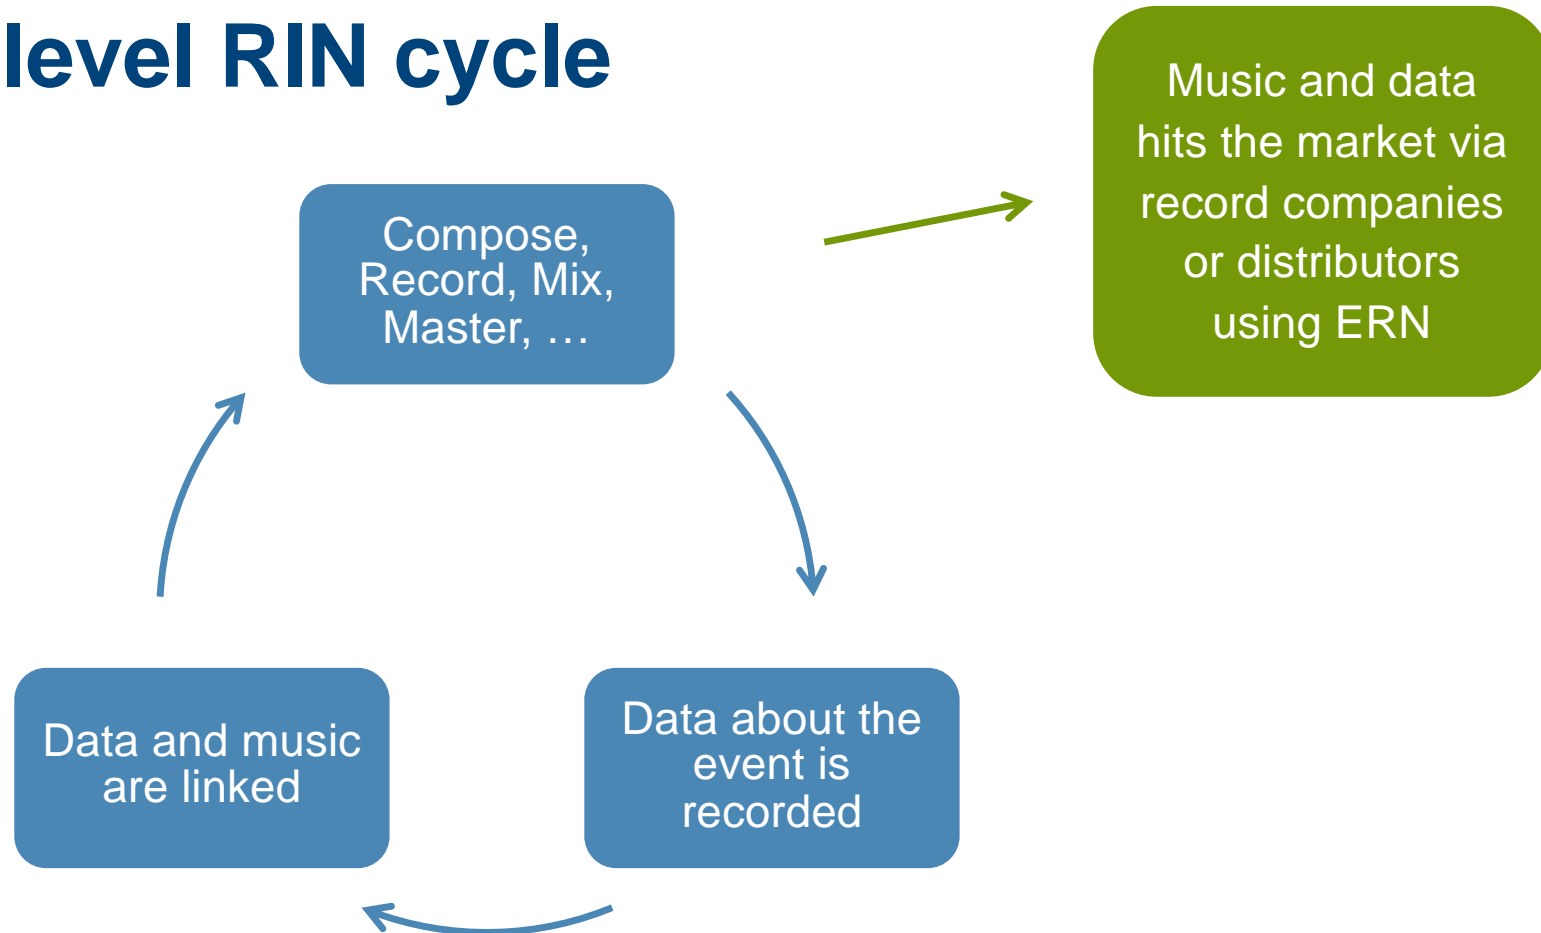 level RIN cycle
Music and data
hits the market via
record companies
or distributors
using ERN
Compose,
Record, Mix,
Master, …
Data and music
are linked
Data about the
event is
recorded